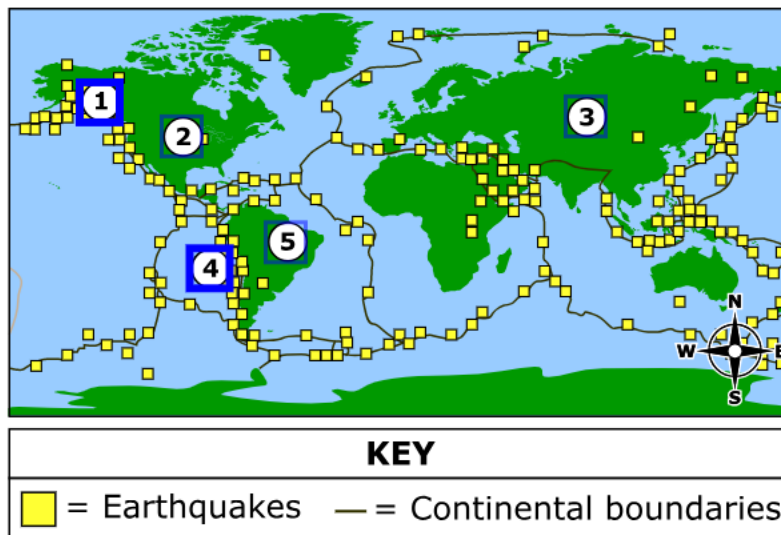 1
2
3
4
5
N
W E
S
KEY
= Earthquakes — = Continental boundaries